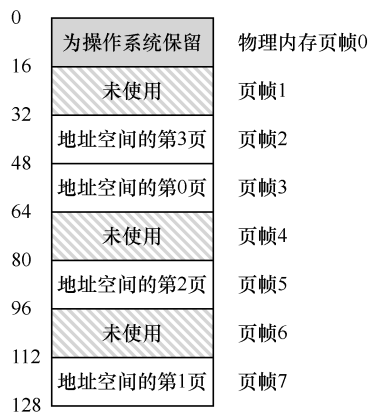 0
为操作系统保留 物理内存页帧0
16
未使用 页帧1
32
地址空间的第3页 页帧2
48
地址空间的第0页 页帧3
64
未使用 页帧4
80
地址空间的第2页 页帧5
96
未使用 页帧6
112
地址空间的第1页 页帧7
128